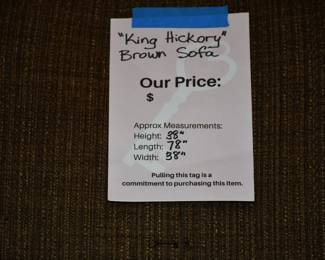 "King Hickory"
Brown Sofa
Our Price:
$
Approx Measurements:
Height: 38"
Length: 78"
Width: 38"
Pulling this tag is a
commitment to purchasing this item.